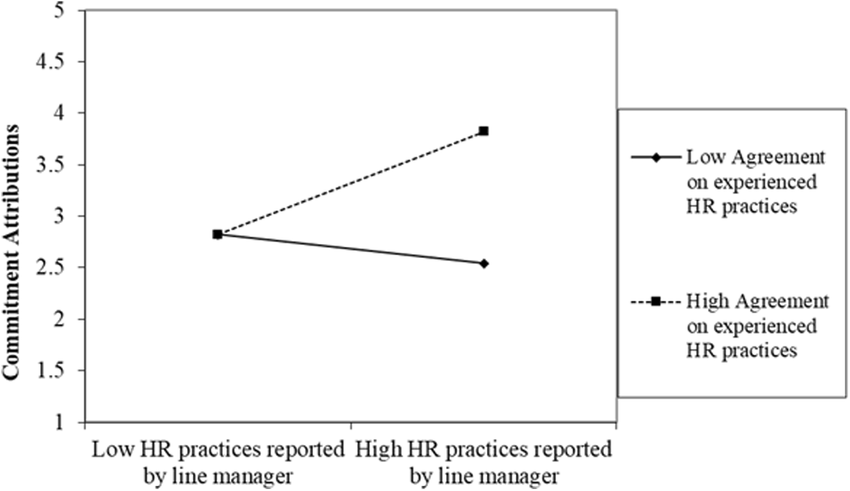 Commitment Attributions
5
4.5
4
3.5
3
2.5
2
1.5
1
Low HR practices reported
by line manager
High HR practices reported
by line manager
Low Agreement
on experienced
HR practices
High Agreement
on experienced
HR practices